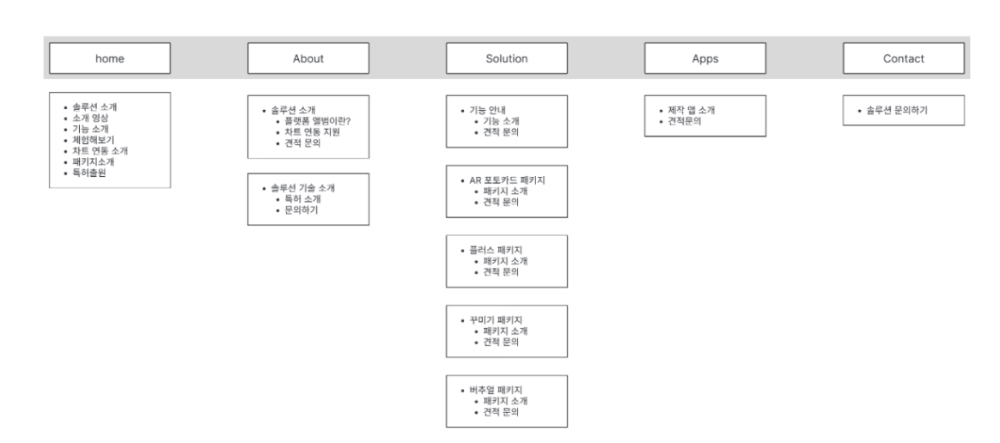 home
About
Solution
Apps
Contact
솔루션 소개
소개 영상
기능 소개
체험해보기
차트 연동 소개
패키지소개
특허출원
솔루션 소개
플랫폼 앨범이란?
차트 연동 지원
견적 문의
솔루션 기술 소개
특허 소개
문의하기
기능 안내
기능 소개
견적 문의
AR 포토카드 패키지
패키지 소개
견적 문의
플러스 패키지
패키지 소개
견적 문의
꾸미기 패키지
패키지 소개
견적 문의
버추얼 패키지
패키지 소개
견적 문의
제작 앱 소개
견적문의
솔루션 문의하기